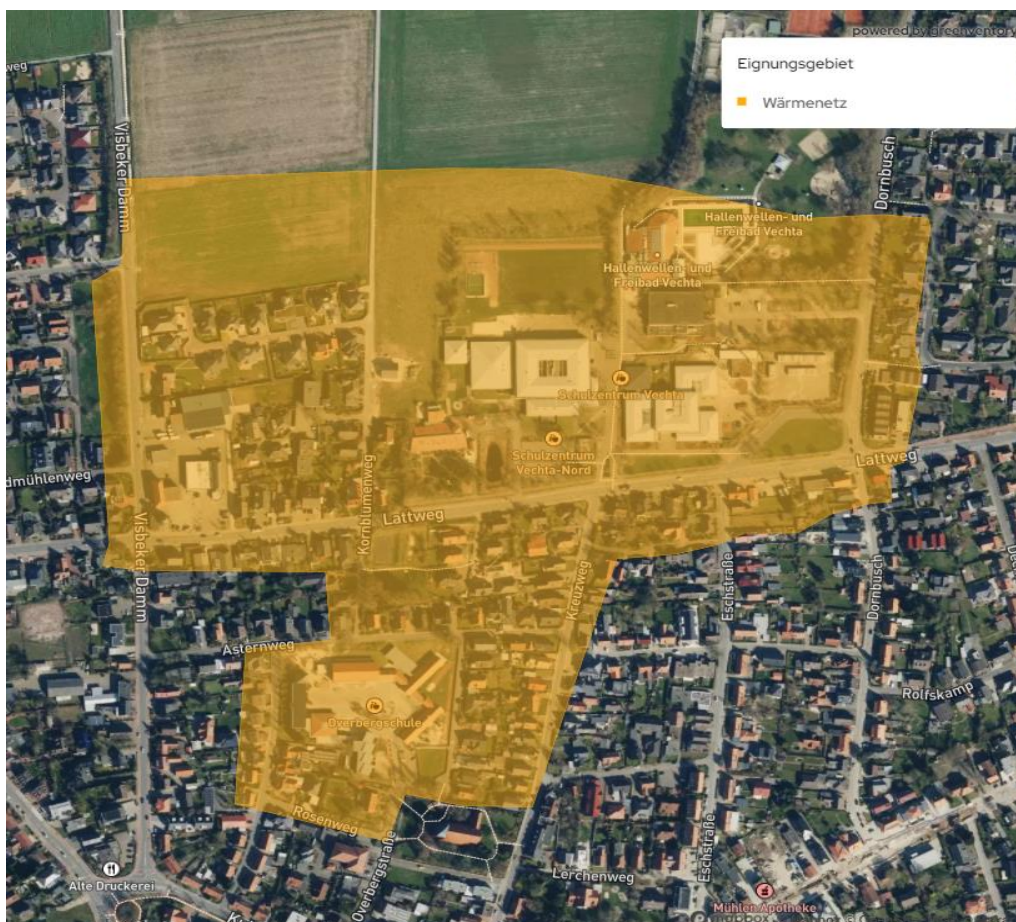 powered by greenventory
Eignungsgebiet
Wärmenetz
weg
Visbeker Damm
Dornbusch
Hallenwellen- und
Freibad Vechta
Hallenwellen- und
Freibad Vechta
Schulzentrum Vechta
Schulzentrum
Vechta-Nord
dmühlenweg
Lattweg
Kornblumenweg
Lattweg
Visbeker Damm
Kreuzweg
Eschstraße
Dornbusch
Asternweg
Rolfskamp
Overbergschule
Rosenweg
Overbergstraße
Eschstraße
Lerchenweg
Alte Druckerei
Mühlen Apotheke